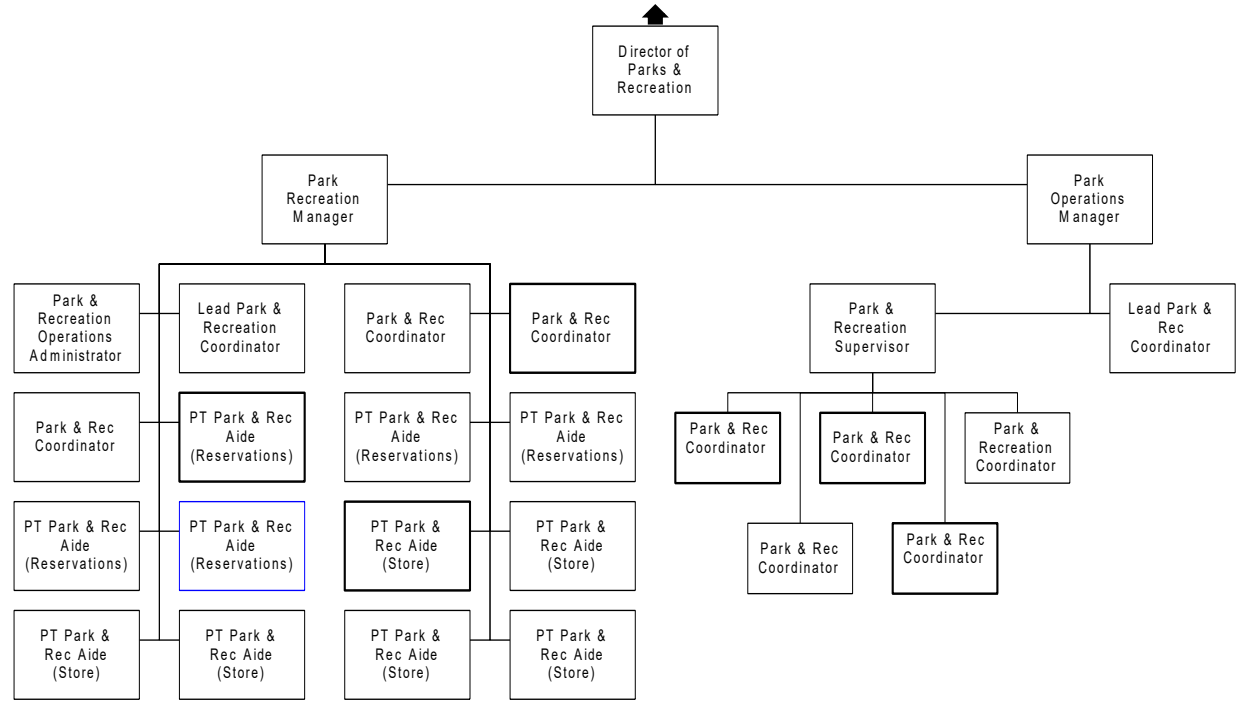 Director of
Parks &
Recreation
Park
Recreation
Manager
Park
Operations
Manager
Park &
Recreation
Operations
Administrator
Lead Park &
Recreation
Coordinator
Park & Rec
Coordinator
Park & Rec
Coordinator
Park &
Recreation
Supervisor
Lead Park &
Rec
Coordinator
Park & Rec
Coordinator
PT Park & Rec
Aide
(Reservations)
PT Park & Rec
Aide
(Reservations)
PT Park & Rec
Aide
(Reservations)
Park & Rec
Coordinator
Park & Rec
Coordinator
Park &
Recreation
Coordinator
PT Park & Rec
Aide
(Reservations)
PT Park & Rec
Aide
(Reservations)
PT Park &
Rec Aide
(Store)
PT Park &
Rec Aide
(Store)
Park & Rec
Coordinator
Park & Rec
Coordinator
PT Park &
Rec Aide
(Store)
PT Park &
Rec Aide
(Store)
PT Park &
Rec Aide
(Store)
PT Park &
Rec Aide
(Store)